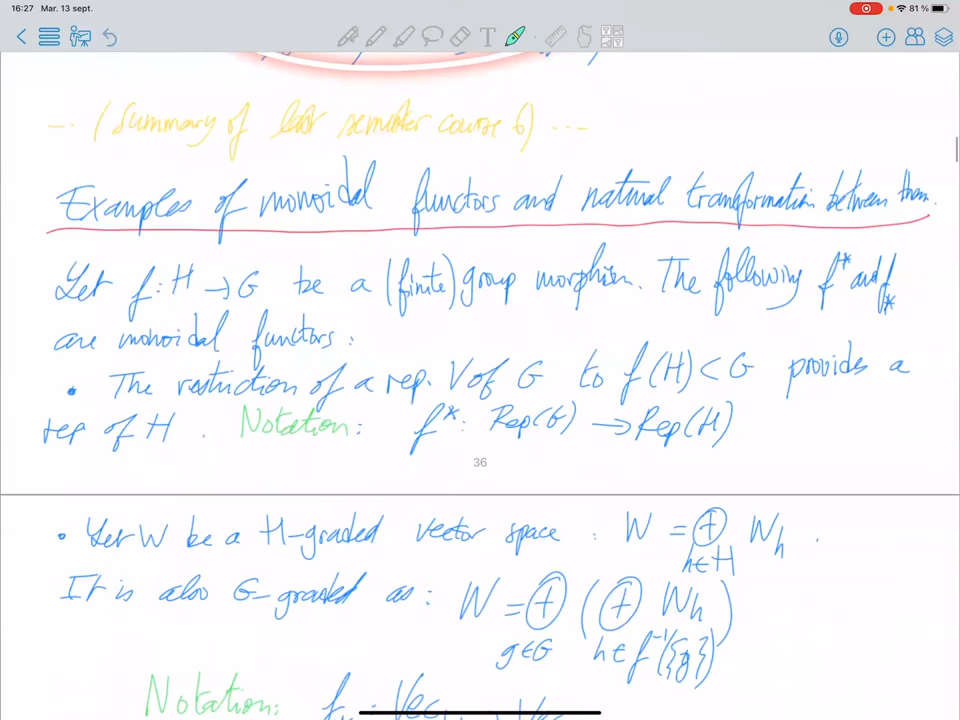 16:27 Mar. 13 sept.
81 %
-- (Summary of last semester course 6) ...
Examples of monoidal functors and natural transformation between them.
Let f: H → G be a (finite) group morphism. The following f* and f_*
are monoidal functors:
• The restriction of a rep. V of G to f(H) < G provides a
rep of H. Notation: f*: Rep(G) → Rep(H)
36
• Let W be a H-graded vector space: W = ⊕_{h∈H} W_h.
It is also G-graded as: W = ⊕_{g∈G} (⊕_{h∈f⁻¹({g})} W_h)
Notation: